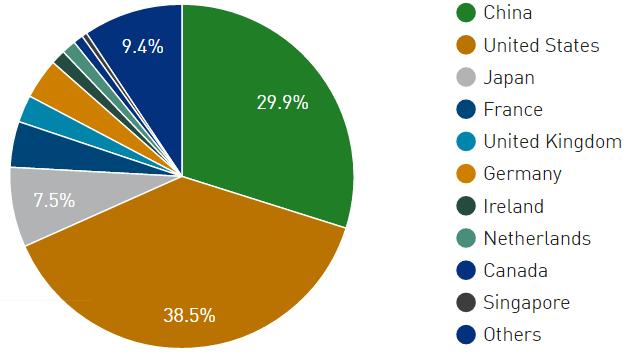 9.4%
29.9%
7.5%
38.5%
China
United States
Japan
France
United Kingdom
Germany
Ireland
Netherlands
Canada
Singapore
Others